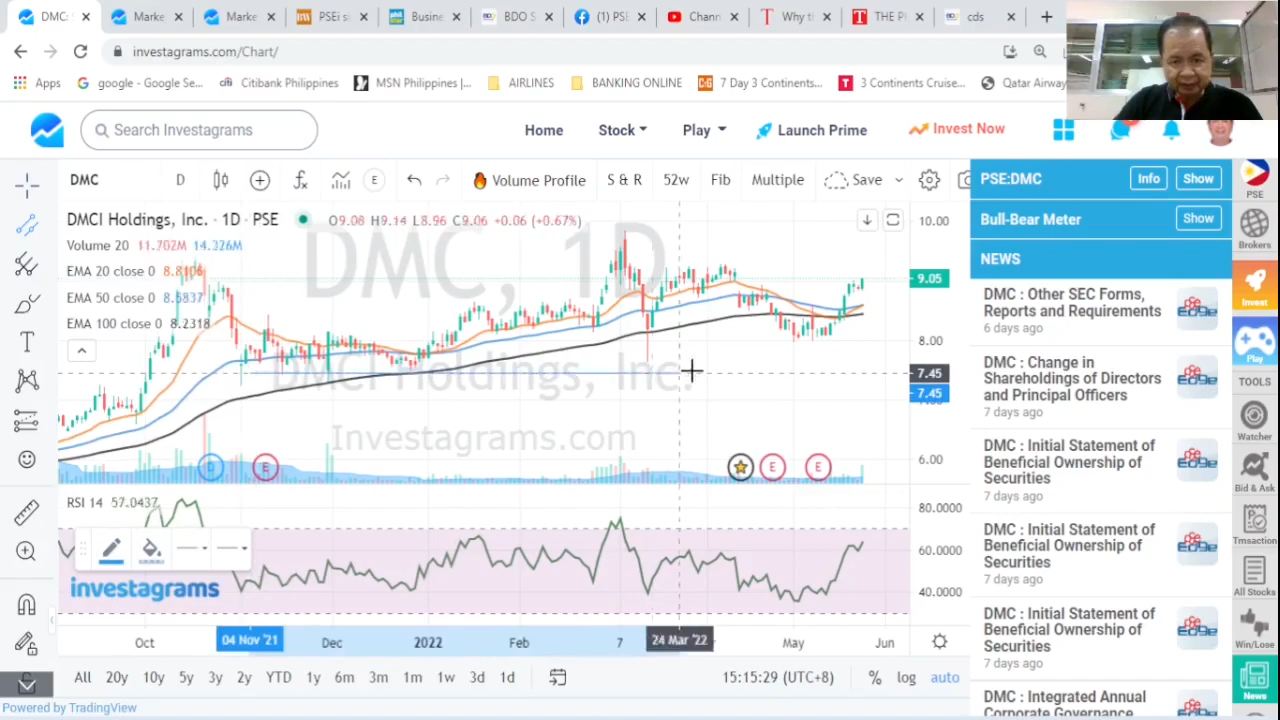 DMC
Marke
Marke
PSEi s
Busine
BDO S
(1) PSE
Chann
Why ti
THE P
cds
investagrams.com/Chart/
Apps
google - Google Se...
Citibank Philippines
MSN Philippines |...
AIRLINES
BANKING ONLINE
7 Day 3 Continents...
3 Continents Cruise...
Qatar Airway
Search Investagrams
Home
Stock
Play
Launch Prime
Invest Now
DMC
D
E
Volume Profile
S & R
52w
Fib
Multiple
Save
DMCI Holdings, Inc. · 1D · PSE
O9.08 H9.14 L8.96 C9.06 +0.06 (+0.67%)
Volume 20 11.702M 14.326M
EMA 20 close 0 8.8106
EMA 50 close 0 8.5837
EMA 100 close 0 8.2318
DMC, 1D
DMCI Holdings, Inc.
Investagrams.com
10.00
9.05
8.00
7.45
7.45
6.00
D
E
E
E
RSI 14 57.0437
80.0000
60.0000
40.0000
investagrams
Oct
04 Nov '21
Dec
2022
Feb
7
24 Mar '22
May
Jun
All
20y
10y
5y
3y
2y
YTD
1y
6m
3m
1m
1w
3d
1d
15:15:29 (UTC+8)
%
log
auto
Powered by TradingView
PSE:DMC
Info
Show
Bull-Bear Meter
Show
NEWS
DMC : Other SEC Forms,
Reports and Requirements
6 days ago
DMC : Change in
Shareholdings of Directors
and Principal Officers
7 days ago
DMC : Initial Statement of
Beneficial Ownership of
Securities
7 days ago
DMC : Initial Statement of
Beneficial Ownership of
Securities
7 days ago
DMC : Initial Statement of
Beneficial Ownership of
Securities
7 days ago
DMC : Integrated Annual
Corporate Governance
PSE
Brokers
Invest
Play
TOOLS
Watcher
Bid & Ask
Trnsaction
All Stocks
Win/Lose
News